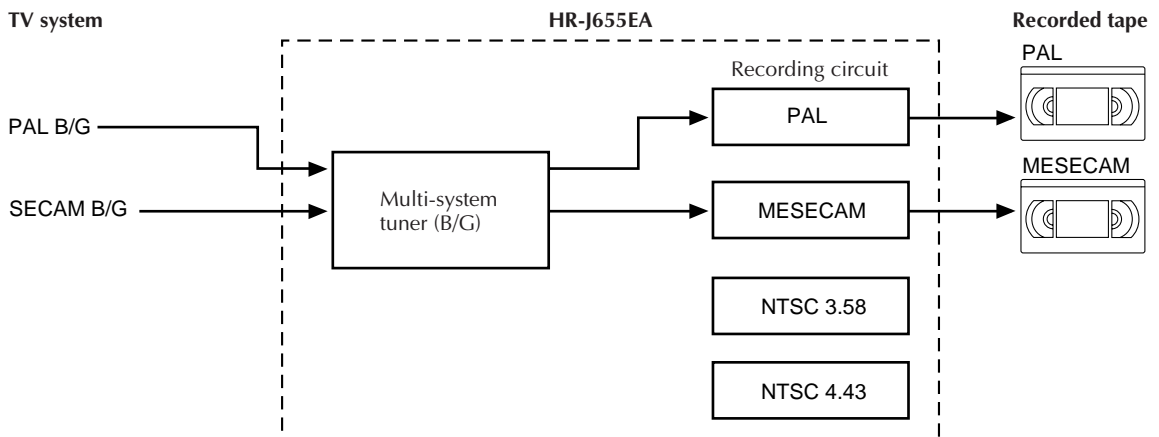 TV system
HR-J655EA
Recorded tape
PAL
Recording circuit
PAL B/G
PAL
MESECAM
Multi-system
tuner (B/G)
SECAM B/G
MESECAM
NTSC 3.58
NTSC 4.43